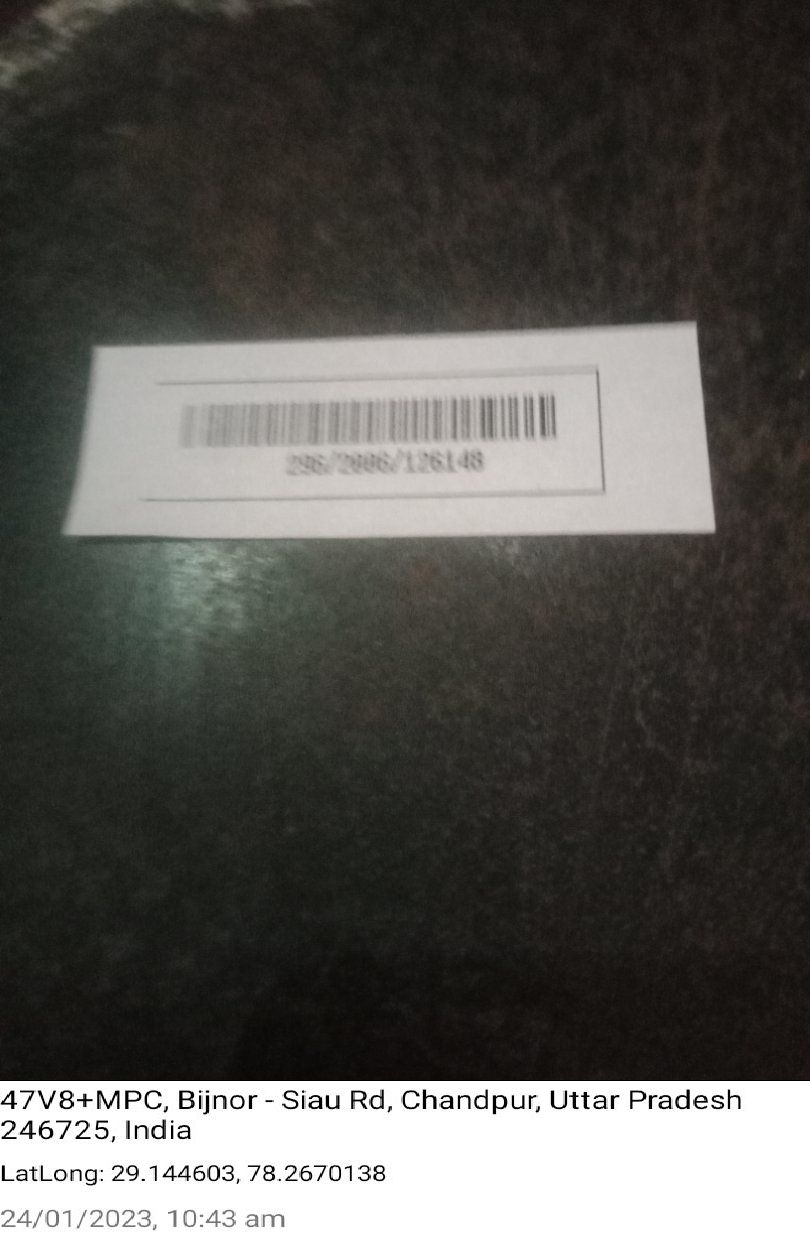 296/2006/126148
47V8+MPC, Bijnor - Siau Rd, Chandpur, Uttar Pradesh
246725, India
LatLong: 29.144603, 78.2670138
24/01/2023, 10:43 am